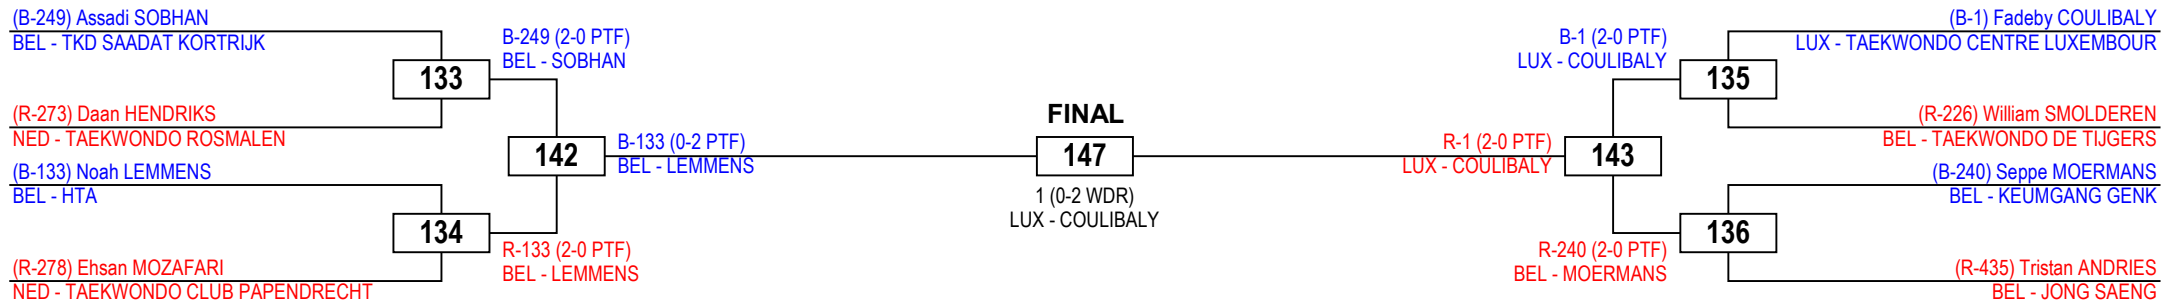 (B-249) Assadi SOBHAN
BEL - TKD SAADAT KORTRIJK
B-249 (2-0 PTF)
BEL - SOBHAN
133
(R-273) Daan HENDRIKS
NED - TAEKWONDO ROSMALEN
142
B-133 (0-2 PTF)
BEL - LEMMENS
(B-133) Noah LEMMENS
BEL - HTA
134
R-133 (2-0 PTF)
BEL - LEMMENS
(R-278) Ehsan MOZAFARI
NED - TAEKWONDO CLUB PAPENDRECHT
FINAL
147
1 (0-2 WDR)
LUX - COULIBALY
(B-1) Fadeby COULIBALY
LUX - TAEKWONDO CENTRE LUXEMBOUR
B-1 (2-0 PTF)
LUX - COULIBALY
135
(R-226) William SMOLDEREN
BEL - TAEKWONDO DE TIJGERS
R-1 (2-0 PTF)
LUX - COULIBALY
143
(B-240) Seppe MOERMANS
BEL - KEUMGANG GENK
136
R-240 (2-0 PTF)
BEL - MOERMANS
(R-435) Tristan ANDRIES
BEL - JONG SAENG